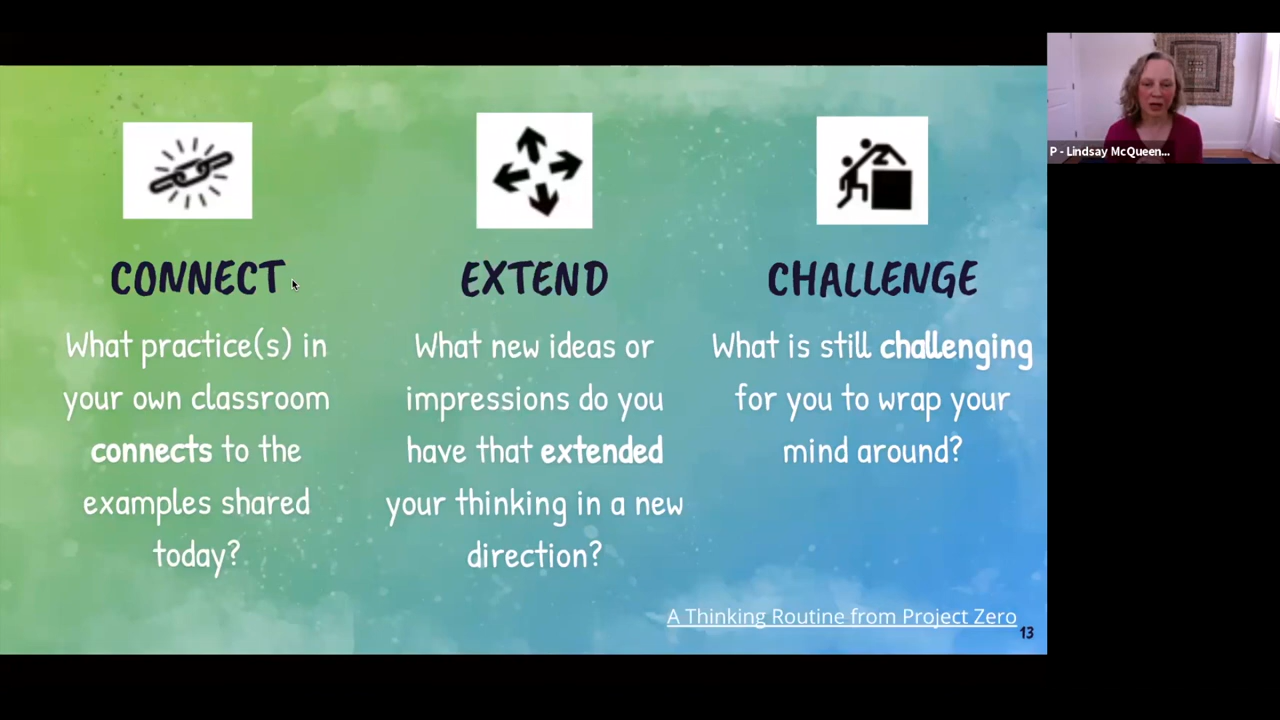 CONNECT
What practice(s) in
your own classroom
connects to the
examples shared
today?
EXTEND
What new ideas or
impressions do you
have that extended
your thinking in a new
direction?
CHALLENGE
What is still challenging
for you to wrap your
mind around?
A Thinking Routine from Project Zero
13
P - Lindsay McQueen...